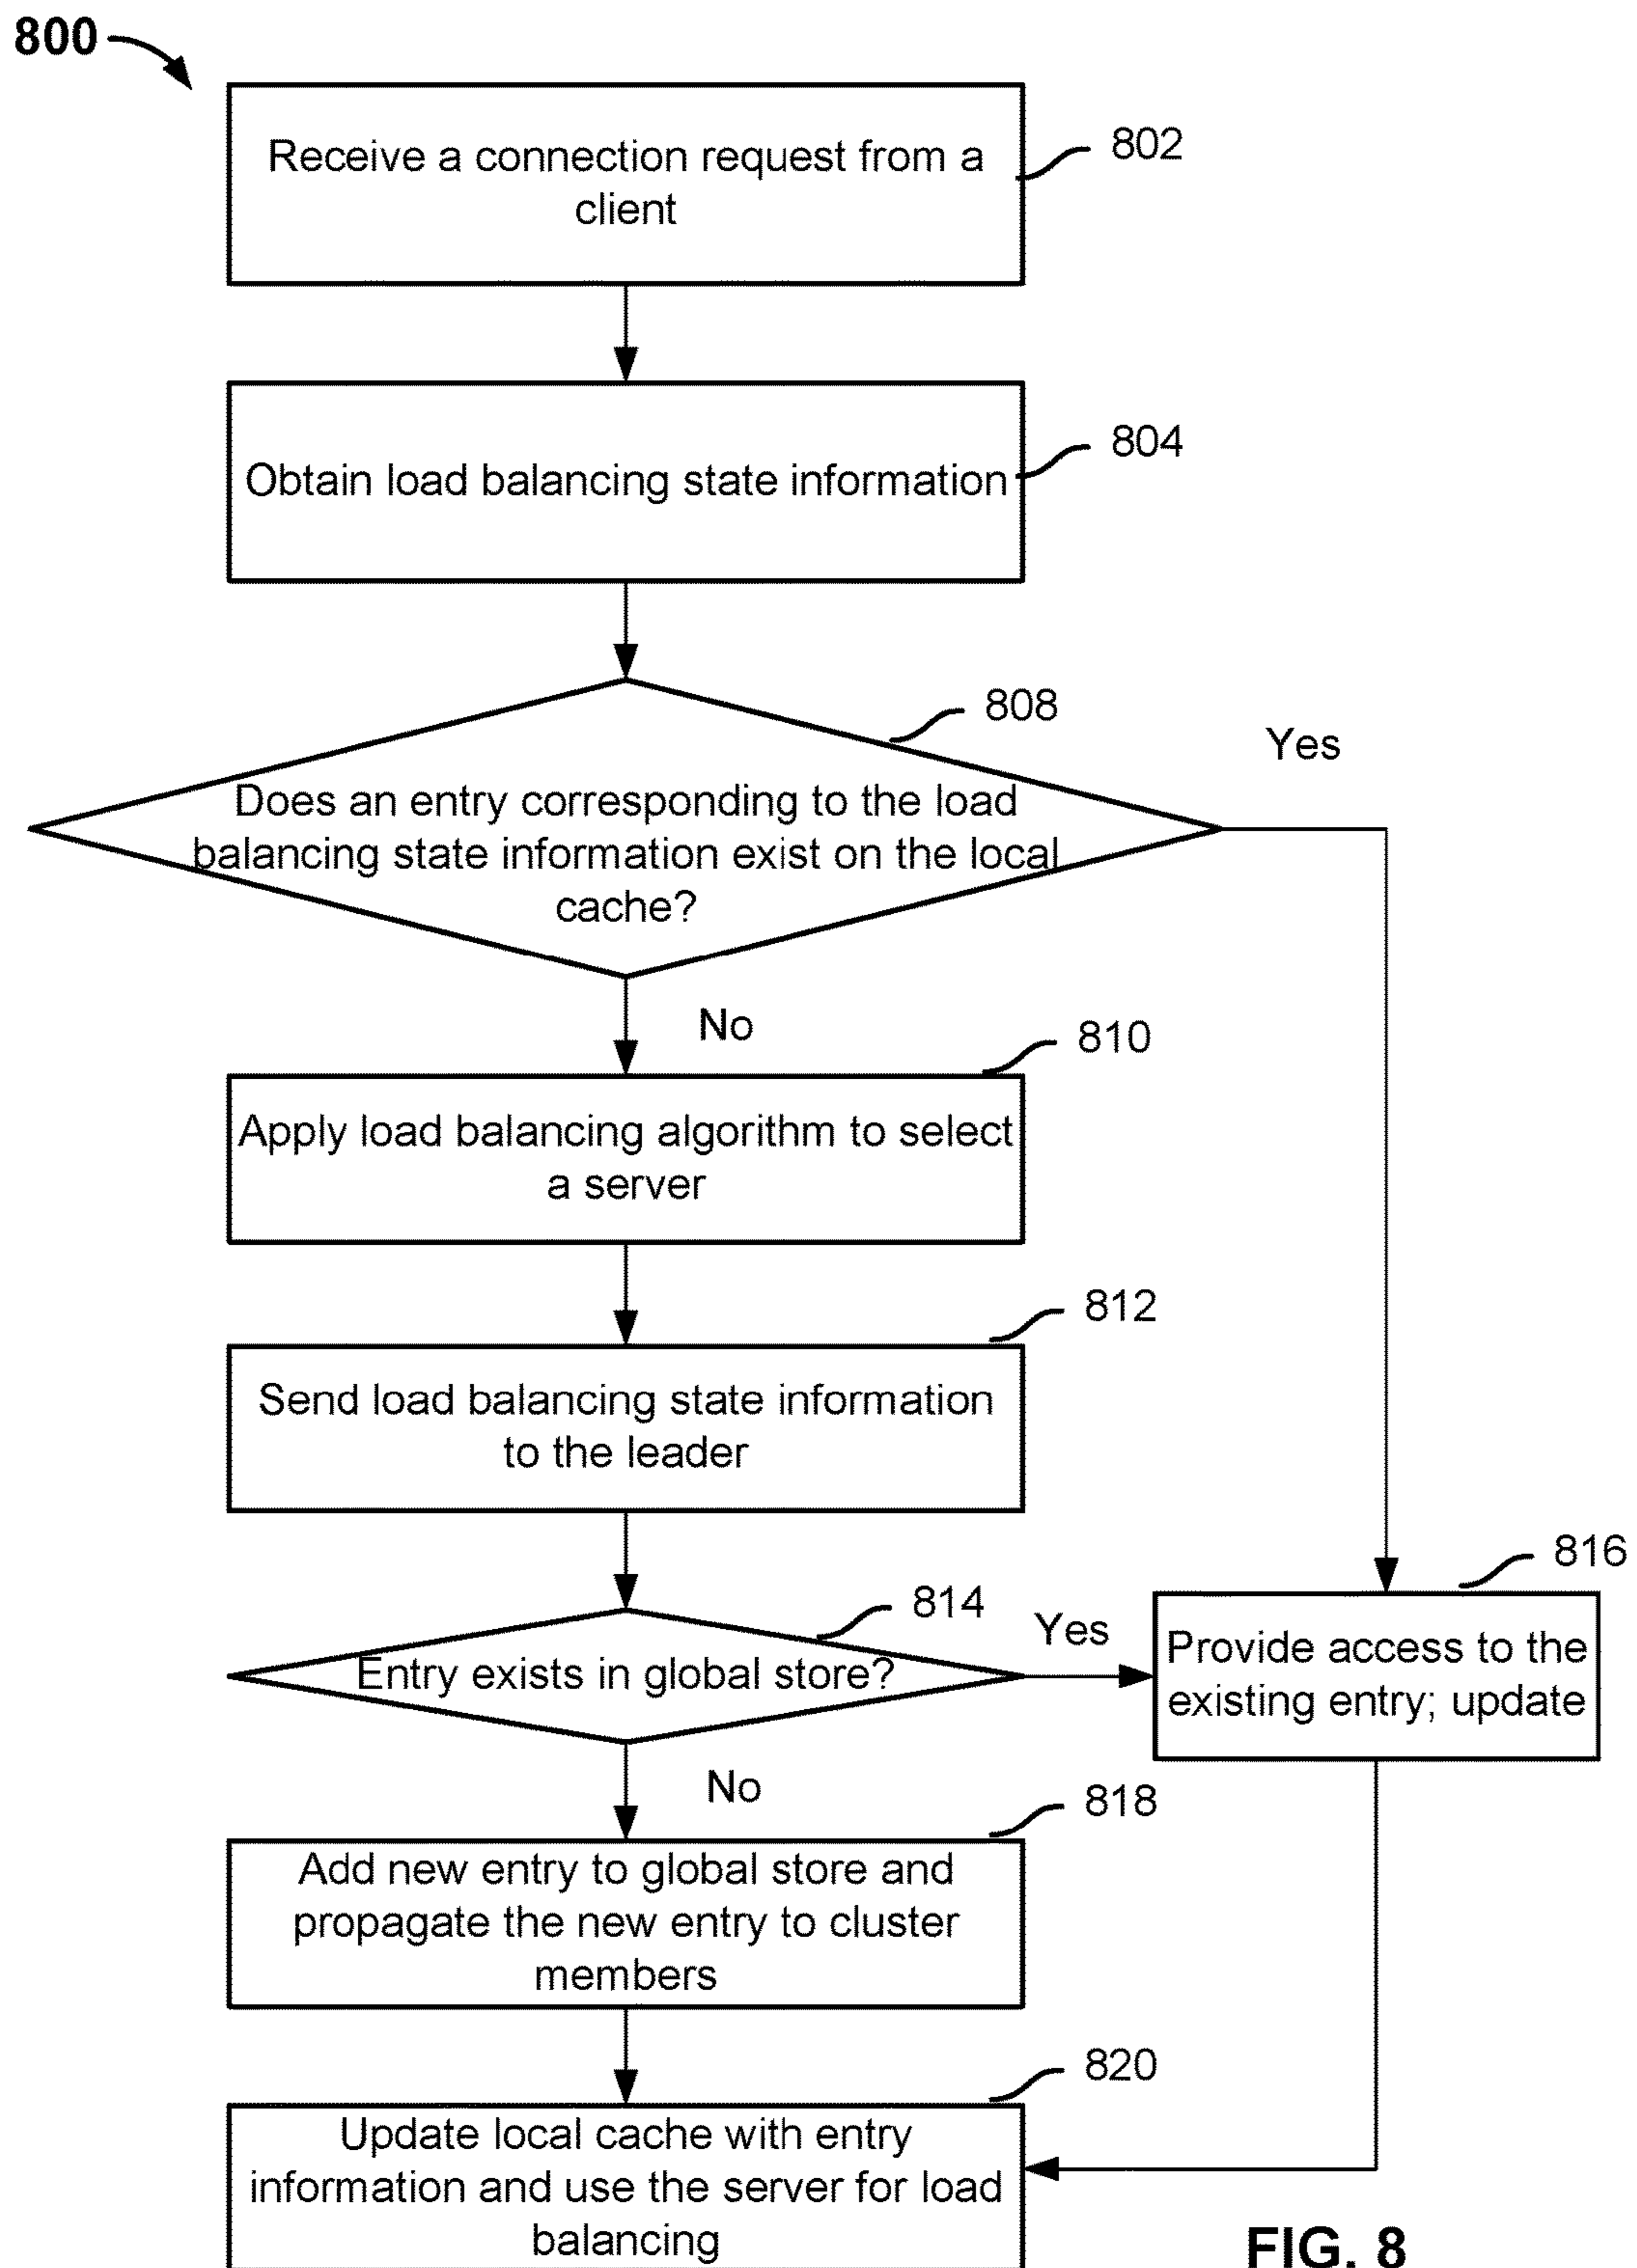 800
Receive a connection request from a
client
802
Obtain load balancing state information
804
808
Yes
Does an entry corresponding to the load
balancing state information exist on the local
cache?
No
810
Apply load balancing algorithm to select
a server
812
Send load balancing state information
to the leader
814
Entry exists in global store?
Yes
816
Provide access to the
existing entry; update
No
818
Add new entry to global store and
propagate the new entry to cluster
members
820
Update local cache with entry
information and use the server for load
balancing
FIG. 8